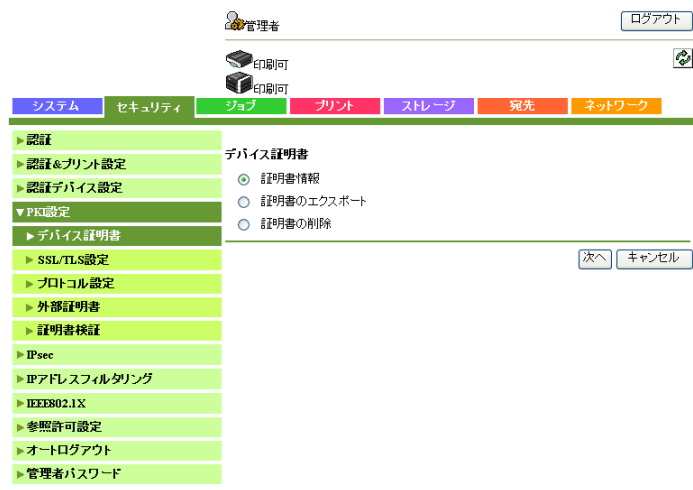 管理者
ログアウト
印刷可
印刷可
システム
セキュリティ
ジョブ
プリント
ストレージ
宛先
ネットワーク
▶認証
▶認証&プリント設定
▶認証デバイス設定
▼PKI設定
▶デバイス証明書
▶SSL/TLS設定
▶プロトコル設定
▶外部証明書
▶証明書検証
▶IPsec
▶IPアドレスフィルタリング
▶IEEE802.1X
▶参照許可設定
▶オートログアウト
▶管理者パスワード
デバイス証明書
証明書情報
証明書のエクスポート
証明書の削除
次へ
キャンセル